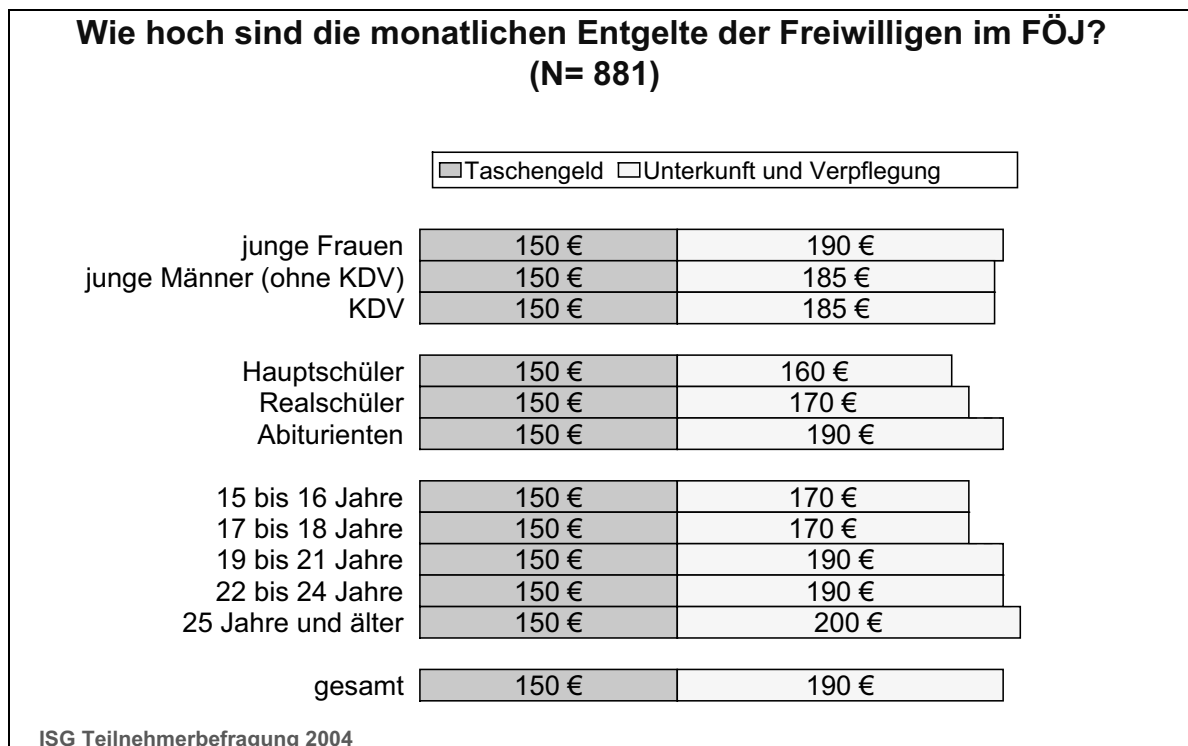 Wie hoch sind die monatlichen Entgelte der Freiwilligen im FÖJ?
(N= 881)
Taschengeld Unterkunft und Verpflegung
junge Frauen 150 € 190 €
junge Männer (ohne KDV) 150 € 185 €
KDV 150 € 185 €
Hauptschüler 150 € 160 €
Realschüler 150 € 170 €
Abiturienten 150 € 190 €
15 bis 16 Jahre 150 € 170 €
17 bis 18 Jahre 150 € 170 €
19 bis 21 Jahre 150 € 190 €
22 bis 24 Jahre 150 € 190 €
25 Jahre und älter 150 € 200 €
gesamt 150 € 190 €
ISG Teilnehmerbefragung 2004